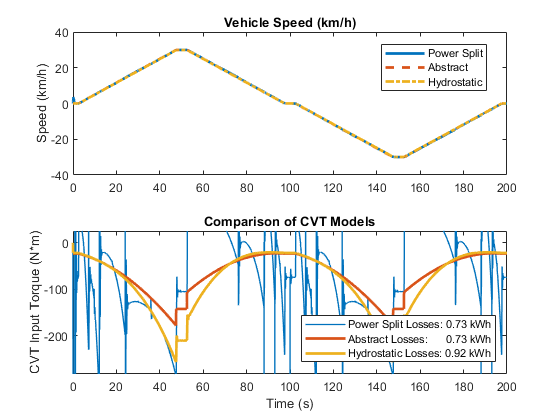 Vehicle Speed (km/h)
40
20
0
-20
-40
Speed (km/h)
Power Split
Abstract
Hydrostatic
0 20 40 60 80 100 120 140 160 180 200
Comparison of CVT Models
0
-100
-200
CVT Input Torque (N*m)
Power Split Losses: 0.73 kWh
Abstract Losses: 0.73 kWh
Hydrostatic Losses: 0.92 kWh
0 20 40 60 80 100 120 140 160 180 200
Time (s)